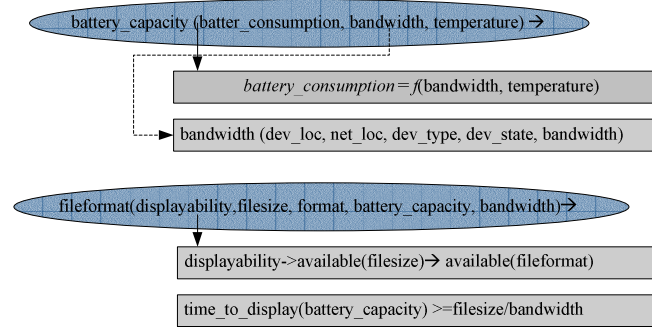 battery_capacity (batter_consumption, bandwidth, temperature) →
battery_consumption = f(bandwidth, temperature)
bandwidth (dev_loc, net_loc, dev_type, dev_state, bandwidth)
fileformat(displayability,filesize, format, battery_capacity, bandwidth)→
displayability->available(filesize)→ available(fileformat)
time_to_display(battery_capacity) >=filesize/bandwidth